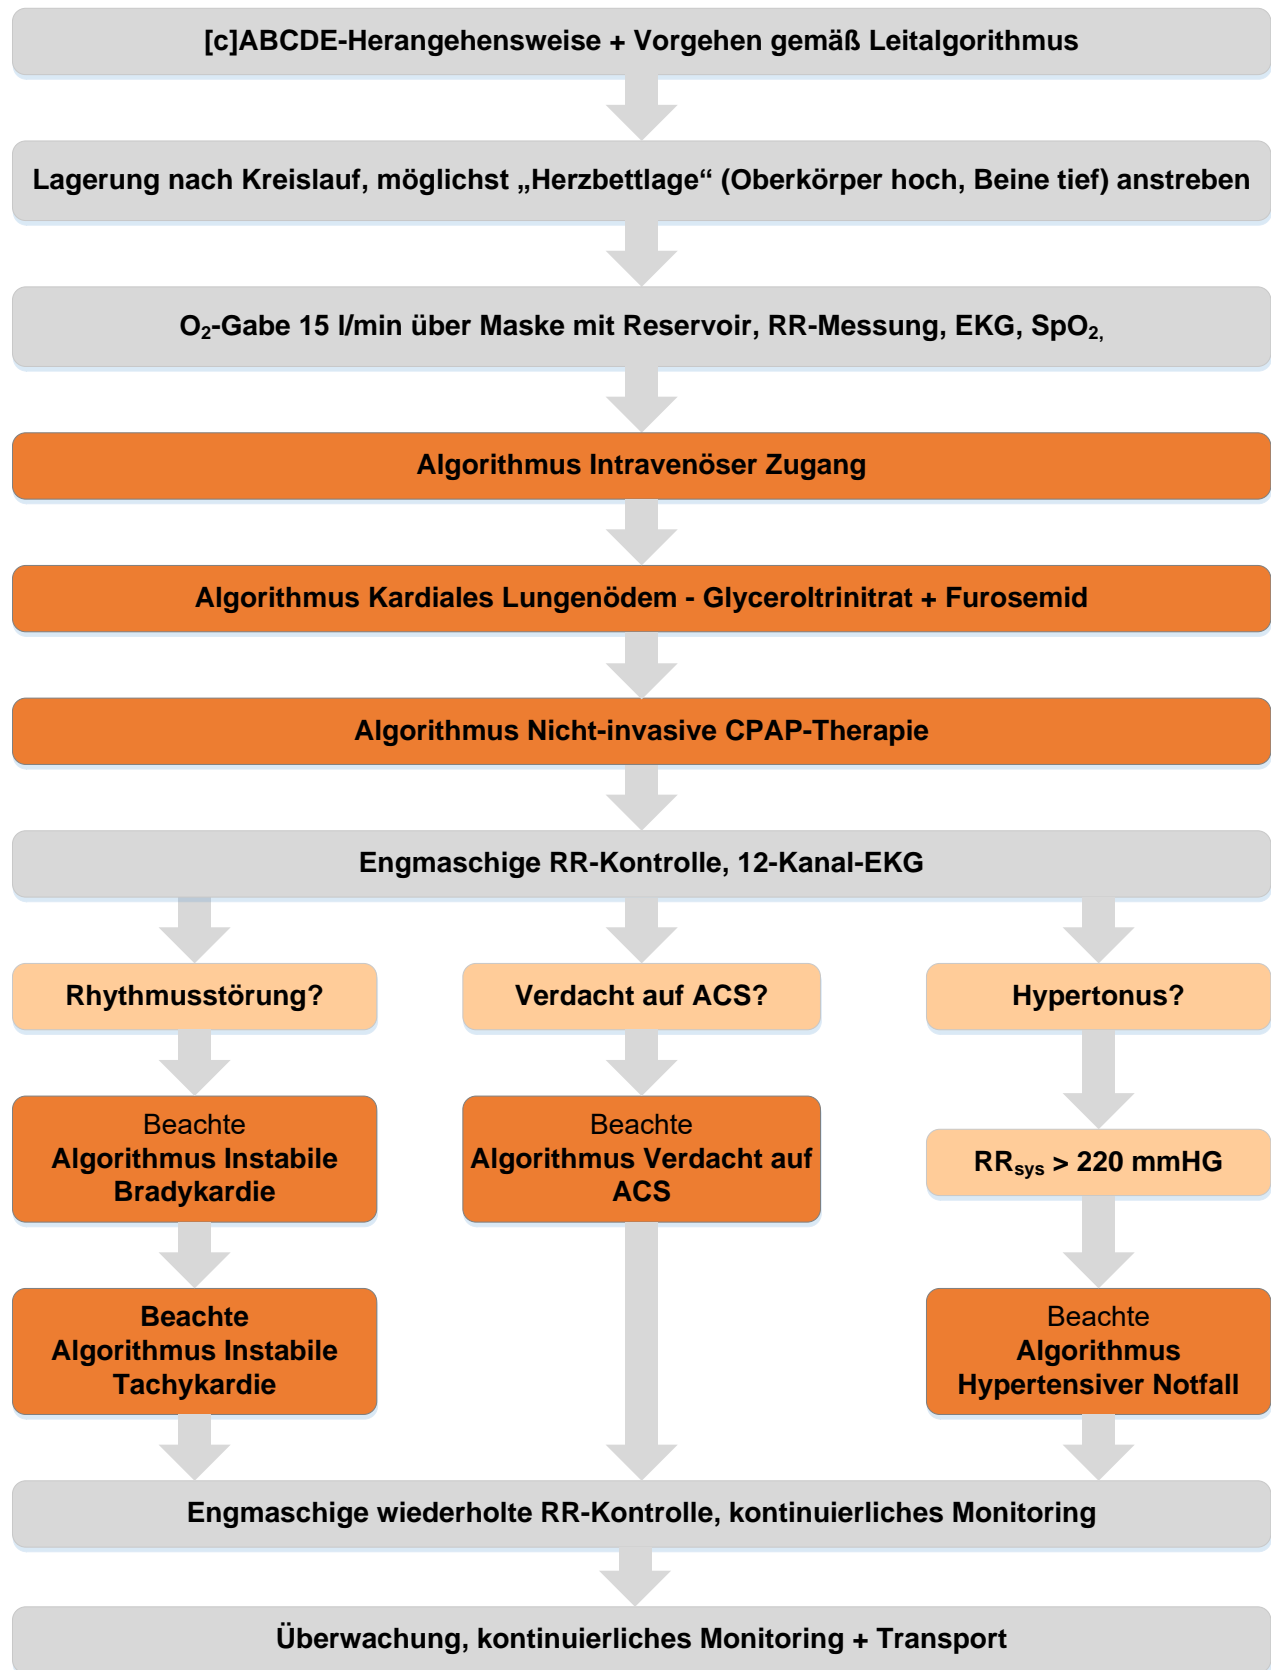 [c]ABCDE-Herangehensweise + Vorgehen gemäß Leitalgorithmus
Lagerung nach Kreislauf, möglichst „Herzbettlage“ (Oberkörper hoch, Beine tief) anstreben
O₂-Gabe 15 l/min über Maske mit Reservoir, RR-Messung, EKG, SpO₂,
Algorithmus Intravenöser Zugang
Algorithmus Kardiales Lungenödem - Glyceroltrinitrat + Furosemid
Algorithmus Nicht-invasive CPAP-Therapie
Engmaschige RR-Kontrolle, 12-Kanal-EKG
Rhythmusstörung?
Beachte
Algorithmus Instabile
Bradykardie
Beachte
Algorithmus Instabile
Tachykardie
Verdacht auf ACS?
Beachte
Algorithmus Verdacht auf
ACS
Hypertonus?
RRsys > 220 mmHG
Beachte
Algorithmus
Hypertensiver Notfall
Engmaschige wiederholte RR-Kontrolle, kontinuierliches Monitoring
Überwachung, kontinuierliches Monitoring + Transport